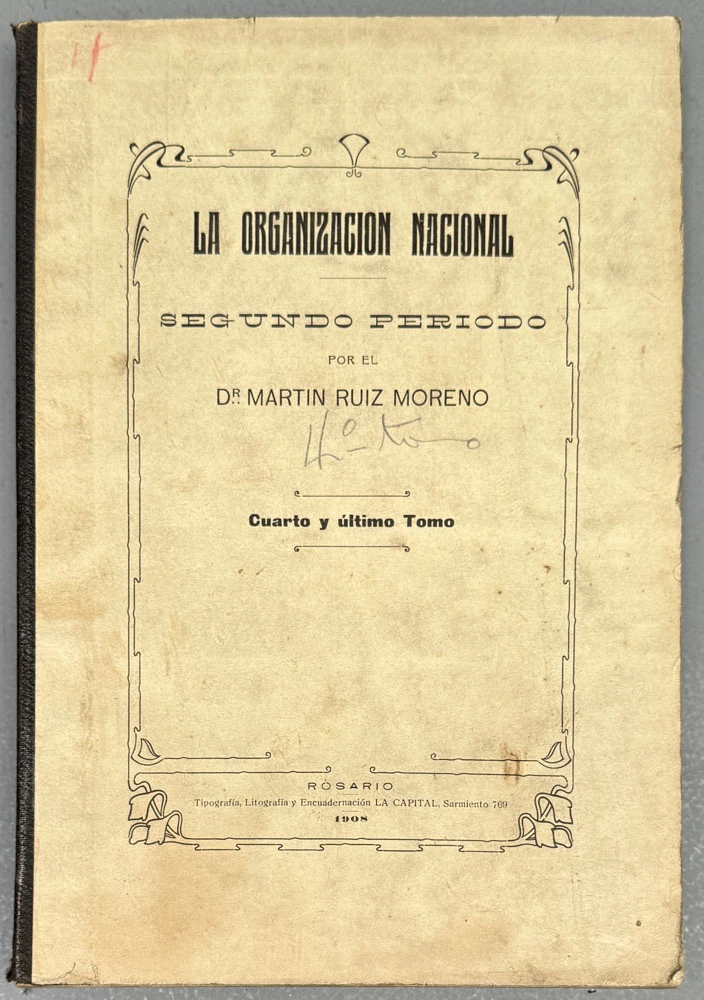 LA ORGANIZACION NACIONAL
SEGUNDO PERIODO
POR EL
DR. MARTIN RUIZ MORENO
4º tomo
Cuarto y último Tomo
ROSARIO
Tipografía, Litografía y Encuadernación LA CAPITAL, Sarmiento 769
1908